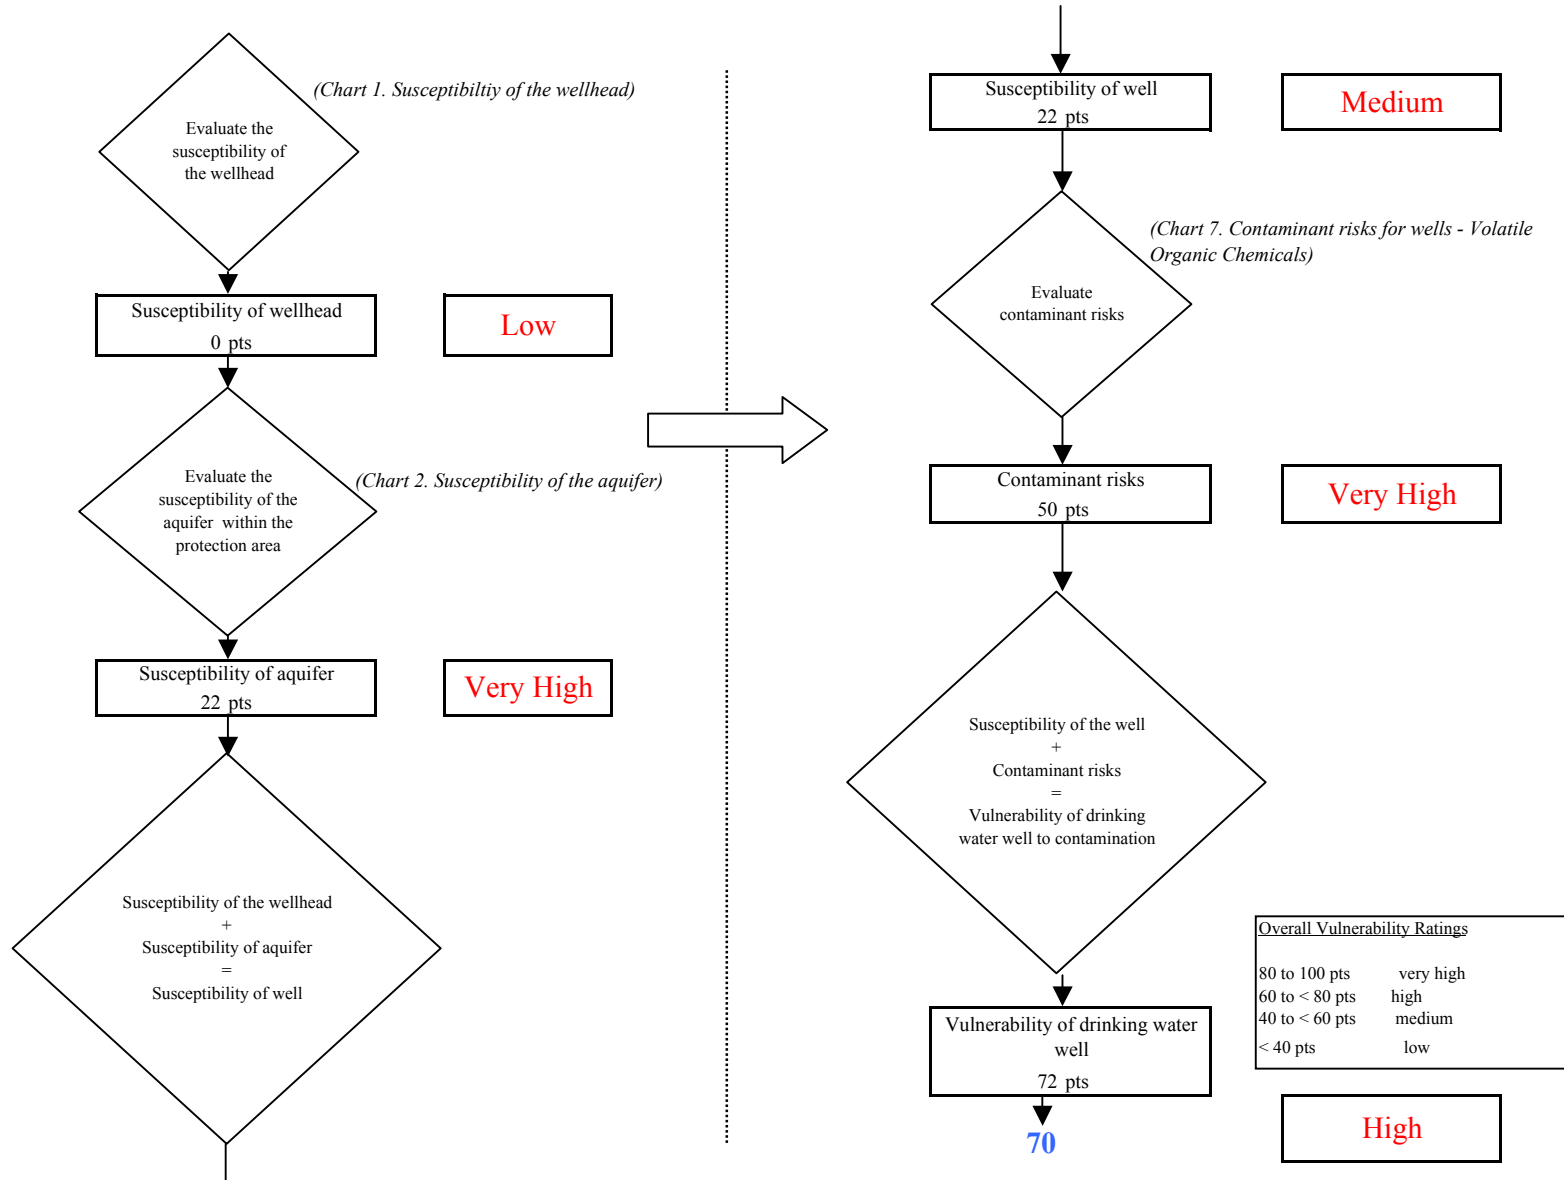 (Chart 1. Susceptibiltiy of the wellhead)
Evaluate the
susceptibility of
the wellhead
Susceptibility of wellhead
0 pts
Low
Evaluate the
susceptibility of the
aquifer within the
protection area
(Chart 2. Susceptibility of the aquifer)
Susceptibility of aquifer
22 pts
Very High
Susceptibility of the wellhead
+
Susceptibility of aquifer
=
Susceptibility of well
Susceptibility of well
22 pts
Medium
(Chart 7. Contaminant risks for wells - Volatile
Organic Chemicals)
Evaluate
contaminant risks
Contaminant risks
50 pts
Very High
Susceptibility of the well
+
Contaminant risks
=
Vulnerability of drinking
water well to contamination
Overall Vulnerability Ratings
80 to 100 pts very high
60 to < 80 pts high
40 to < 60 pts medium
< 40 pts low
Vulnerability of drinking water
well
72 pts
70
High